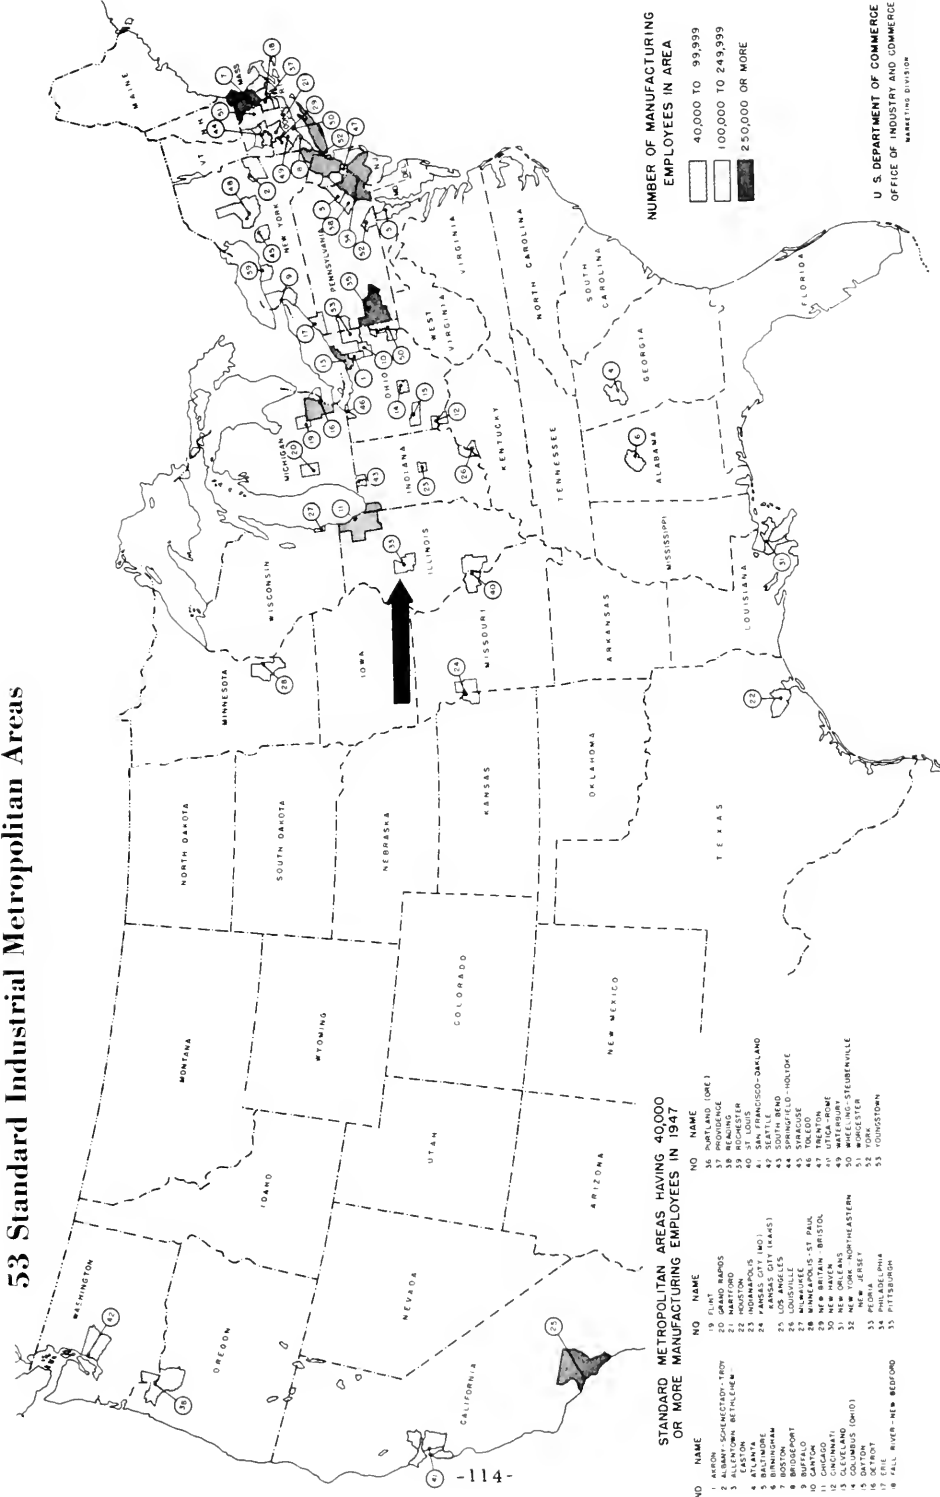 53 Standard Industrial Metropolitan Areas
WASHINGTON
OREGON
CALIFORNIA
NEVADA
IDAHO
MONTANA
WYOMING
UTAH
ARIZONA
COLORADO
NEW MEXICO
NORTH DAKOTA
SOUTH DAKOTA
NEBRASKA
KANSAS
OKLAHOMA
TEXAS
MINNESOTA
IOWA
MISSOURI
ARKANSAS
LOUISIANA
WISCONSIN
ILLINOIS
MICHIGAN
INDIANA
OHIO
KENTUCKY
TENNESSEE
MISSISSIPPI
ALABAMA
GEORGIA
FLORIDA
SOUTH
CAROLINA
NORTH CAROLINA
VIRGINIA
WEST
VIRGINIA
PENNSYLVANIA
NEW YORK
N J
MD
DEL
VT
N H
MASS
MAINE
NUMBER OF MANUFACTURING
EMPLOYEES IN AREA
40,000 TO 99,999
100,000 TO 249,999
250,000 OR MORE
U S. DEPARTMENT OF COMMERCE
OFFICE OF INDUSTRY AND COMMERCE
MARKETING DIVISION
STANDARD METROPOLITAN AREAS HAVING 40,000
OR MORE MANUFACTURING EMPLOYEES IN 1947
NO NAME
1 AKRON
2 ALBANY-SCHENECTADY-TROY
3 ALLENTOWN BETHLEHEM-
EASTON
4 ATLANTA
5 BALTIMORE
6 BIRMINGHAM
7 BOSTON
8 BRIDGEPORT
9 BUFFALO
10 CANTON
11 CHICAGO
12 CINCINNATI
13 CLEVELAND
14 COLUMBUS (OHIO)
15 DAYTON
16 DETROIT
17 ERIE
18 FALL RIVER-NEW BEDFORD
NO NAME
19 FLINT
20 GRAND RAPIDS
21 HARTFORD
22 HOUSTON
23 INDIANAPOLIS
24 KANSAS CITY (MO)
KANSAS CITY (KANS)
25 LOS ANGELES
26 LOUISVILLE
27 MILWAUKEE
28 MINNEAPOLIS-ST PAUL
29 NEW BRITAIN-BRISTOL
30 NEW HAVEN
31 NEW ORLEANS
32 NEW YORK-NORTHEASTERN
NEW JERSEY
33 PEORIA
34 PHILADELPHIA
35 PITTSBURGH
NO NAME
36 PORTLAND (ORE)
37 PROVIDENCE
38 READING
39 ROCHESTER
40 ST LOUIS
41 SAN FRANCISCO-OAKLAND
42 SEATTLE
43 SOUTH BEND
44 SPRINGFIELD-HOLYOKE
45 SYRACUSE
46 TOLEDO
47 TRENTON
48 UTICA-ROME
49 WATERBURY
50 WHEELING-STEUBENVILLE
51 WORCESTER
52 YORK
53 YOUNGSTOWN
-114-